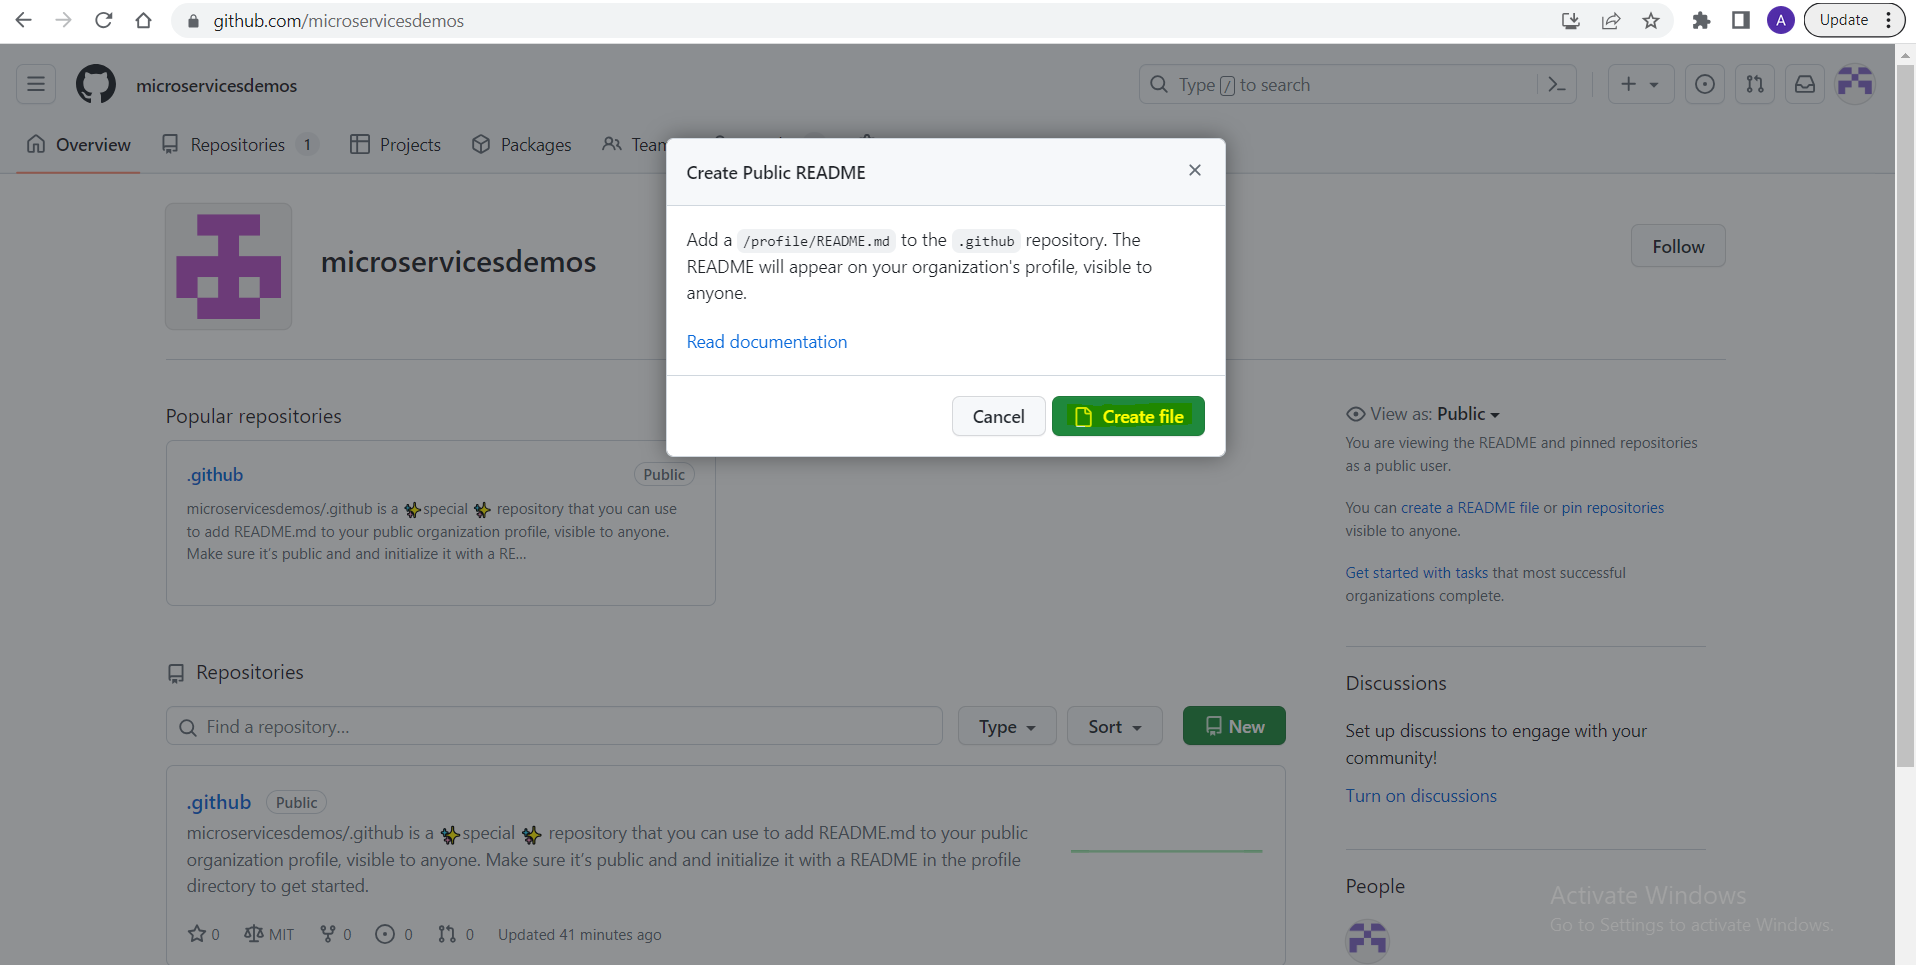 github.com/microservicesdemos
A
Update
microservicesdemos
Type / to search
Overview
Repositories 1
Projects
Packages
Create Public README
Add a /profile/README.md to the .github repository. The
README will appear on your organization's profile, visible to
anyone.
Read documentation
Cancel
Create file
microservicesdemos
Follow
Popular repositories
.github
Public
microservicesdemos/.github is a ✨special ✨ repository that you can use
to add README.md to your public organization profile, visible to anyone.
Make sure it's public and and initialize it with a RE...
View as: Public
You are viewing the README and pinned repositories
as a public user.
You can create a README file or pin repositories
visible to anyone.
Get started with tasks that most successful
organizations complete.
Repositories
Find a repository...
Type
Sort
New
.github
Public
microservicesdemos/.github is a ✨special ✨ repository that you can use to add README.md to your public
organization profile, visible to anyone. Make sure it's public and and initialize it with a README in the profile
directory to get started.
0 MIT 0 0 0 Updated 41 minutes ago
Discussions
Set up discussions to engage with your
community!
Turn on discussions
People
Activate Windows
Go to Settings to activate Windows.